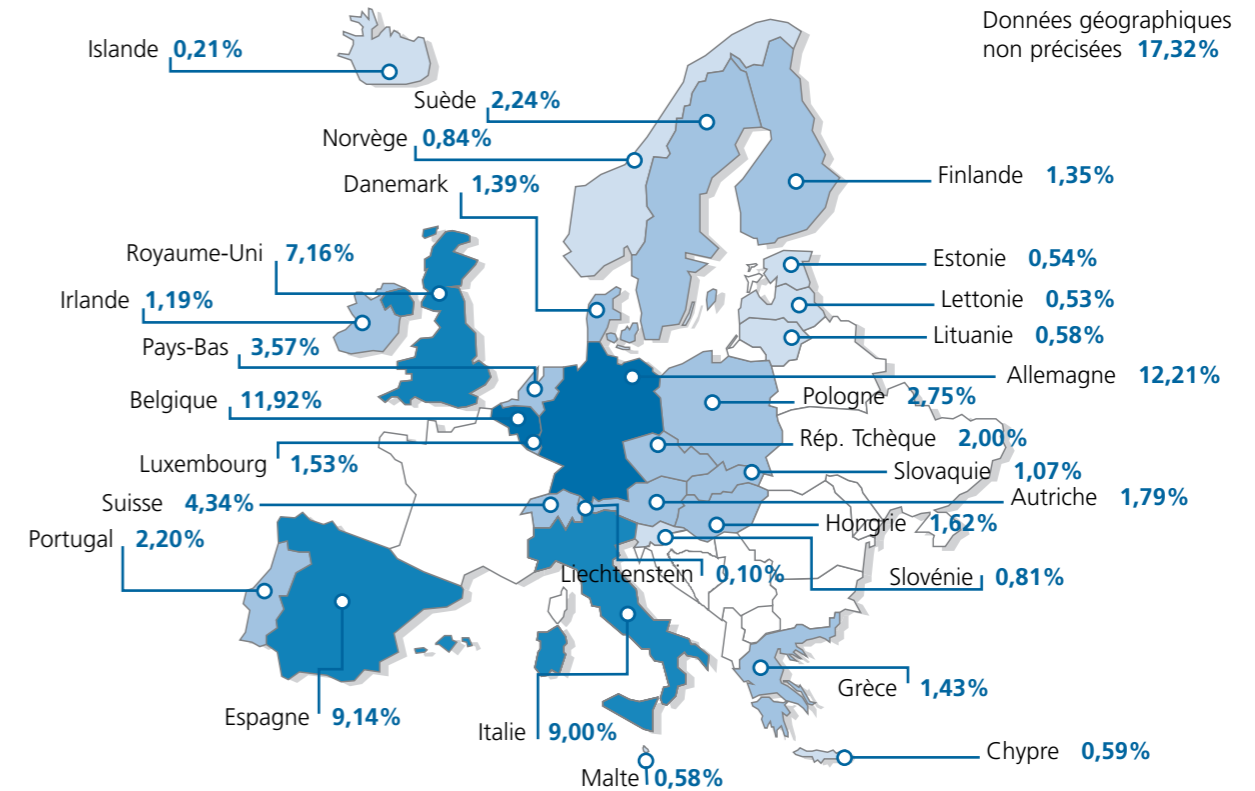 Données géographiques
non précisées 17,32%
Islande 0,21%
Suède 2,24%
Norvège 0,84%
Danemark 1,39%
Finlande 1,35%
Royaume-Uni 7,16%
Estonie 0,54%
Irlande 1,19%
Lettonie 0,53%
Lituanie 0,58%
Pays-Bas 3,57%
Allemagne 12,21%
Belgique 11,92%
Pologne 2,75%
Rép. Tchèque 2,00%
Luxembourg 1,53%
Slovaquie 1,07%
Suisse 4,34%
Autriche 1,79%
Hongrie 1,62%
Portugal 2,20%
Liechtenstein 0,10%
Slovénie 0,81%
Grèce 1,43%
Espagne 9,14%
Italie 9,00%
Chypre 0,59%
Malte 0,58%